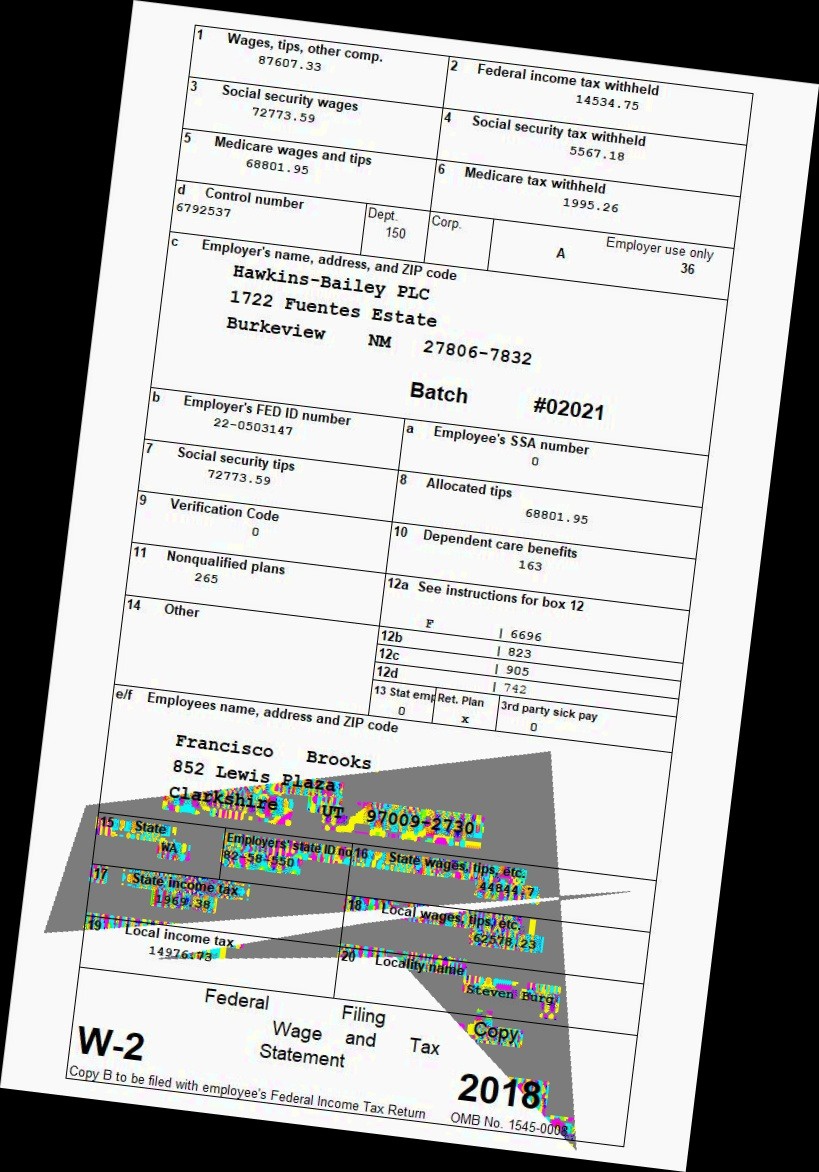 1 Wages, tips, other comp.
87607.33
2 Federal income tax withheld
14534.75
3 Social security wages
72773.59
4 Social security tax withheld
5567.18
5 Medicare wages and tips
68801.95
6 Medicare tax withheld
1995.26
d Control number
6792537
Dept.
150
Corp.
Employer use only
A 36
c Employer's name, address, and ZIP code
Hawkins-Bailey PLC
1722 Fuentes Estate
Burkeview NM 27806-7832
Batch #02021
b Employer's FED ID number
22-0503147
a Employee's SSA number
0
7 Social security tips
72773.59
8 Allocated tips
68801.95
9 Verification Code
0
10 Dependent care benefits
163
11 Nonqualified plans
265
12a See instructions for box 12
F | 6696
14 Other
12b | 823
12c | 905
12d | 742
13 Stat emp
0
Ret. Plan
x
3rd party sick pay
0
e/f Employees name, address and ZIP code
Francisco Brooks
852 Lewis Plaza
Clarkshire UT 97009-2730
15 State
WA
Employers' state ID no
82-58-550
16 State wages, tips, etc.
44844.7
17 State income tax
1969.38
18 Local wages, tips, etc.
62578.23
19 Local income tax
14976.73
20 Locality name
Steven Burg
Federal Filing Copy
W-2 Wage and Tax
Statement 2018
Copy B to be filed with employee's Federal Income Tax Return OMB No. 1545-0008